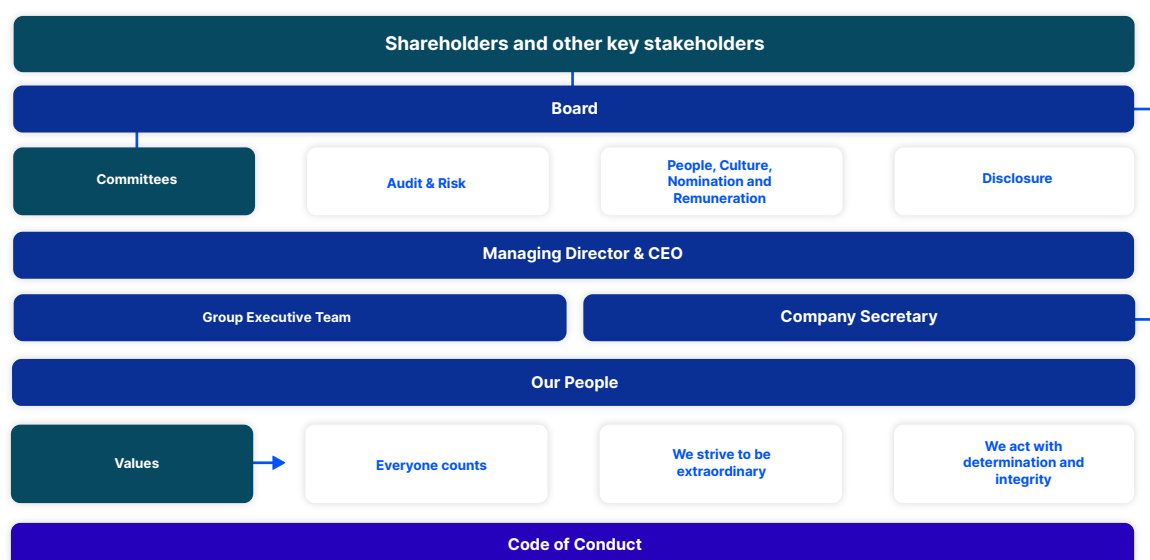 Shareholders and other key stakeholders
Board
Committees
Audit & Risk
People, Culture,
Nomination and
Remuneration
Disclosure
Managing Director & CEO
Group Executive Team
Company Secretary
Our People
Values
Everyone counts
We strive to be
extraordinary
We act with
determination and
integrity
Code of Conduct